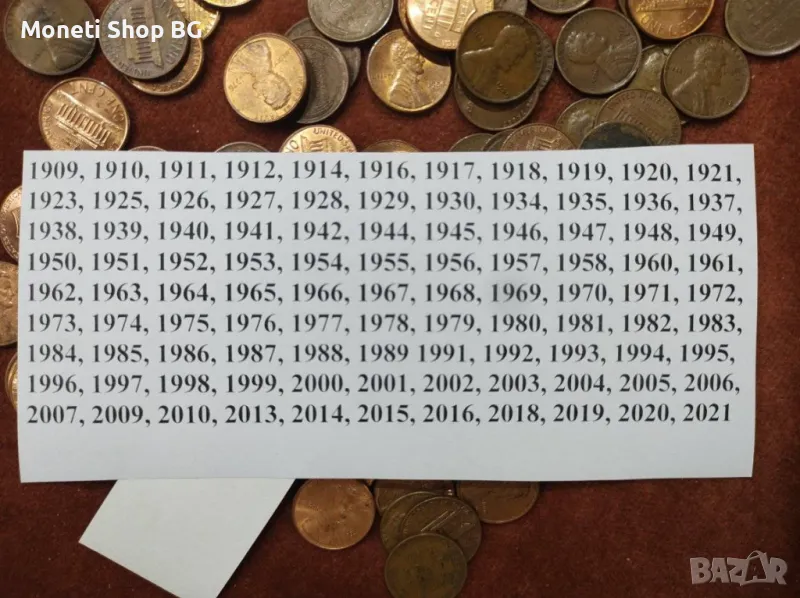 Moneti Shop BG
1909, 1910, 1911, 1912, 1914, 1916, 1917, 1918, 1919, 1920, 1921,
1923, 1925, 1926, 1927, 1928, 1929, 1930, 1934, 1935, 1936, 1937,
1938, 1939, 1940, 1941, 1942, 1944, 1945, 1946, 1947, 1948, 1949,
1950, 1951, 1952, 1953, 1954, 1955, 1956, 1957, 1958, 1960, 1961,
1962, 1963, 1964, 1965, 1966, 1967, 1968, 1969, 1970, 1971, 1972,
1973, 1974, 1975, 1976, 1977, 1978, 1979, 1980, 1981, 1982, 1983,
1984, 1985, 1986, 1987, 1988, 1989 1991, 1992, 1993, 1994, 1995,
1996, 1997, 1998, 1999, 2000, 2001, 2002, 2003, 2004, 2005, 2006,
2007, 2009, 2010, 2013, 2014, 2015, 2016, 2018, 2019, 2020, 2021
BAZAR